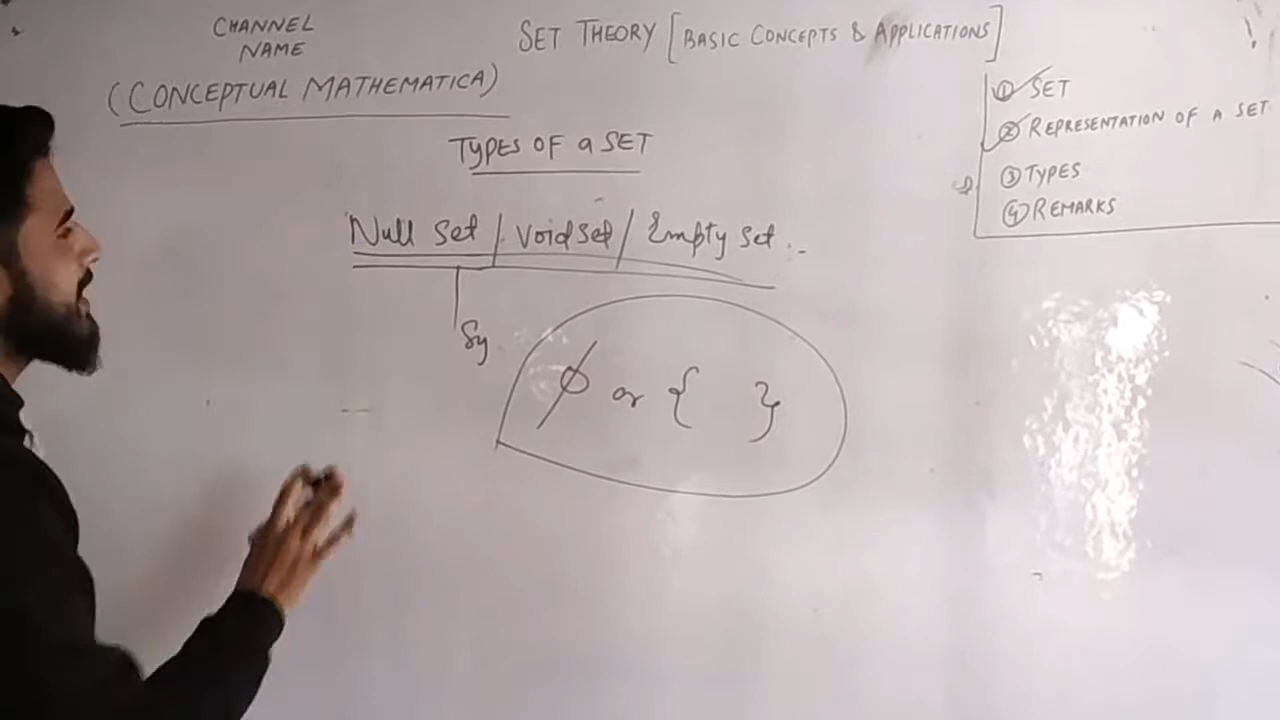 CHANNEL
NAME
(CONCEPTUAL MATHEMATICA)
SET THEORY [BASIC CONCEPTS & APPLICATIONS]
① SET
② REPRESENTATION OF A SET
③ TYPES
④ REMARKS
TYPES OF a SET
Null Set / Void Set / Empty Set.
Sy
ϕ or { }